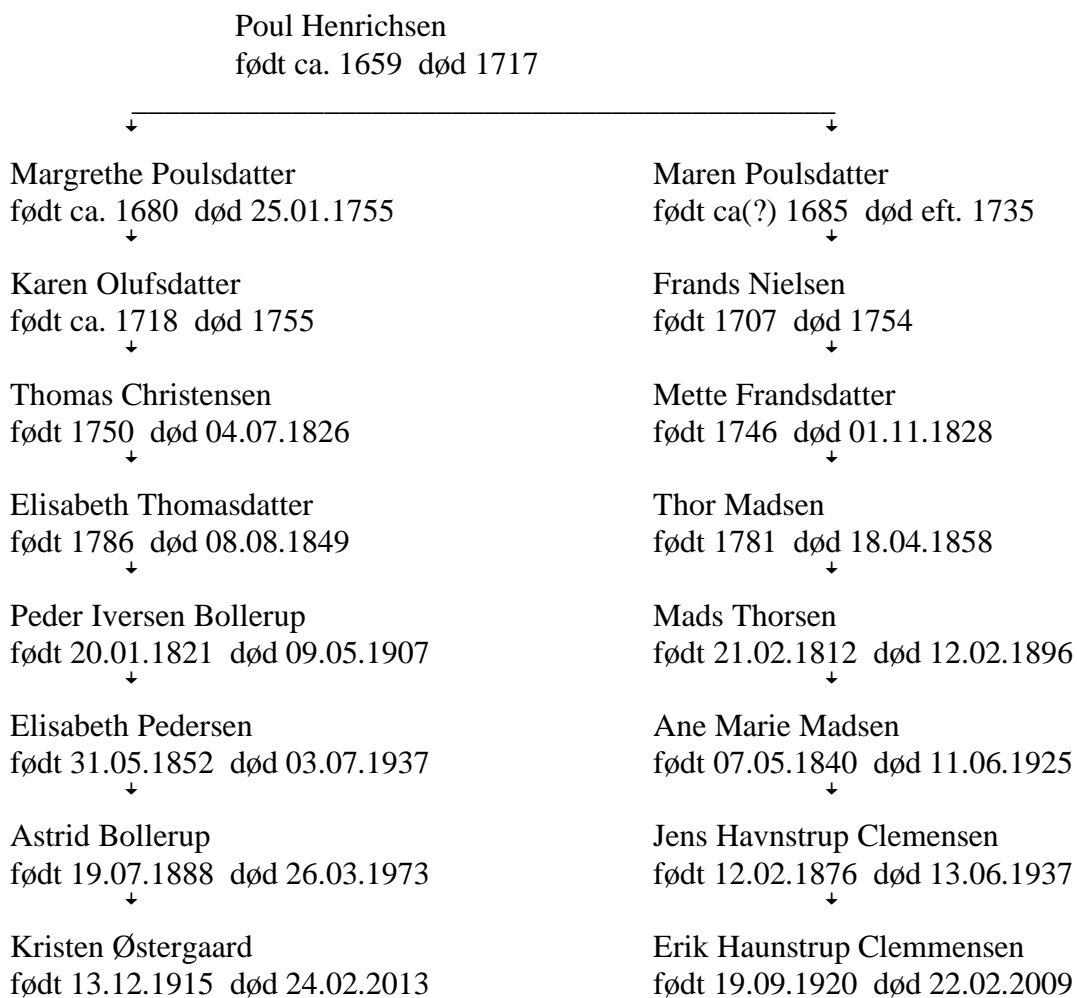 Poul Henrichsen
født ca. 1659  død 1717
Margrethe Poulsdatter
født ca. 1680  død 25.01.1755
Karen Olufsdatter
født ca. 1718  død 1755
Thomas Christensen
født 1750  død 04.07.1826
Elisabeth Thomasdatter
født 1786  død 08.08.1849
Peder Iversen Bollerup
født 20.01.1821  død 09.05.1907
Elisabeth Pedersen
født 31.05.1852  død 03.07.1937
Astrid Bollerup
født 19.07.1888  død 26.03.1973
Kristen Østergaard
født 13.12.1915  død 24.02.2013
Maren Poulsdatter
født ca(?) 1685  død eft. 1735
Frands Nielsen
født 1707  død 1754
Mette Frandsdatter
født 1746  død 01.11.1828
Thor Madsen
født 1781  død 18.04.1858
Mads Thorsen
født 21.02.1812  død 12.02.1896
Ane Marie Madsen
født 07.05.1840  død 11.06.1925
Jens Havnstrup Clemensen
født 12.02.1876  død 13.06.1937
Erik Haunstrup Clemmensen
født 19.09.1920  død 22.02.2009